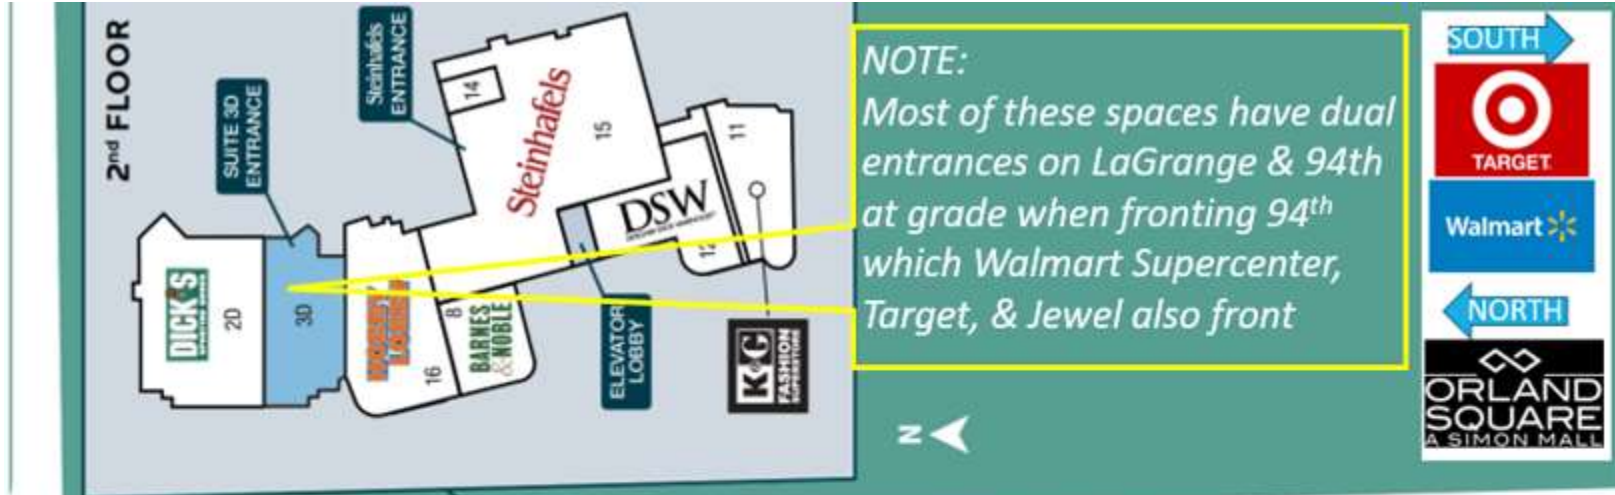 2nd FLOOR
SUITE 3D
ENTRANCE
Steinhafels
ENTRANCE
14
Steinhafels
15
11
DSW
12
DICK'S
2D
3D
HOBBY
LOBBY
16
8
BARNES
&NOBLE
ELEVATOR
LOBBY
K&G
FASHION
SUPERSTORE
NOTE:
Most of these spaces have dual
entrances on LaGrange & 94th
at grade when fronting 94th
which Walmart Supercenter,
Target, & Jewel also front
N
SOUTH
TARGET
Walmart
NORTH
ORLAND
SQUARE
A SIMON MALL